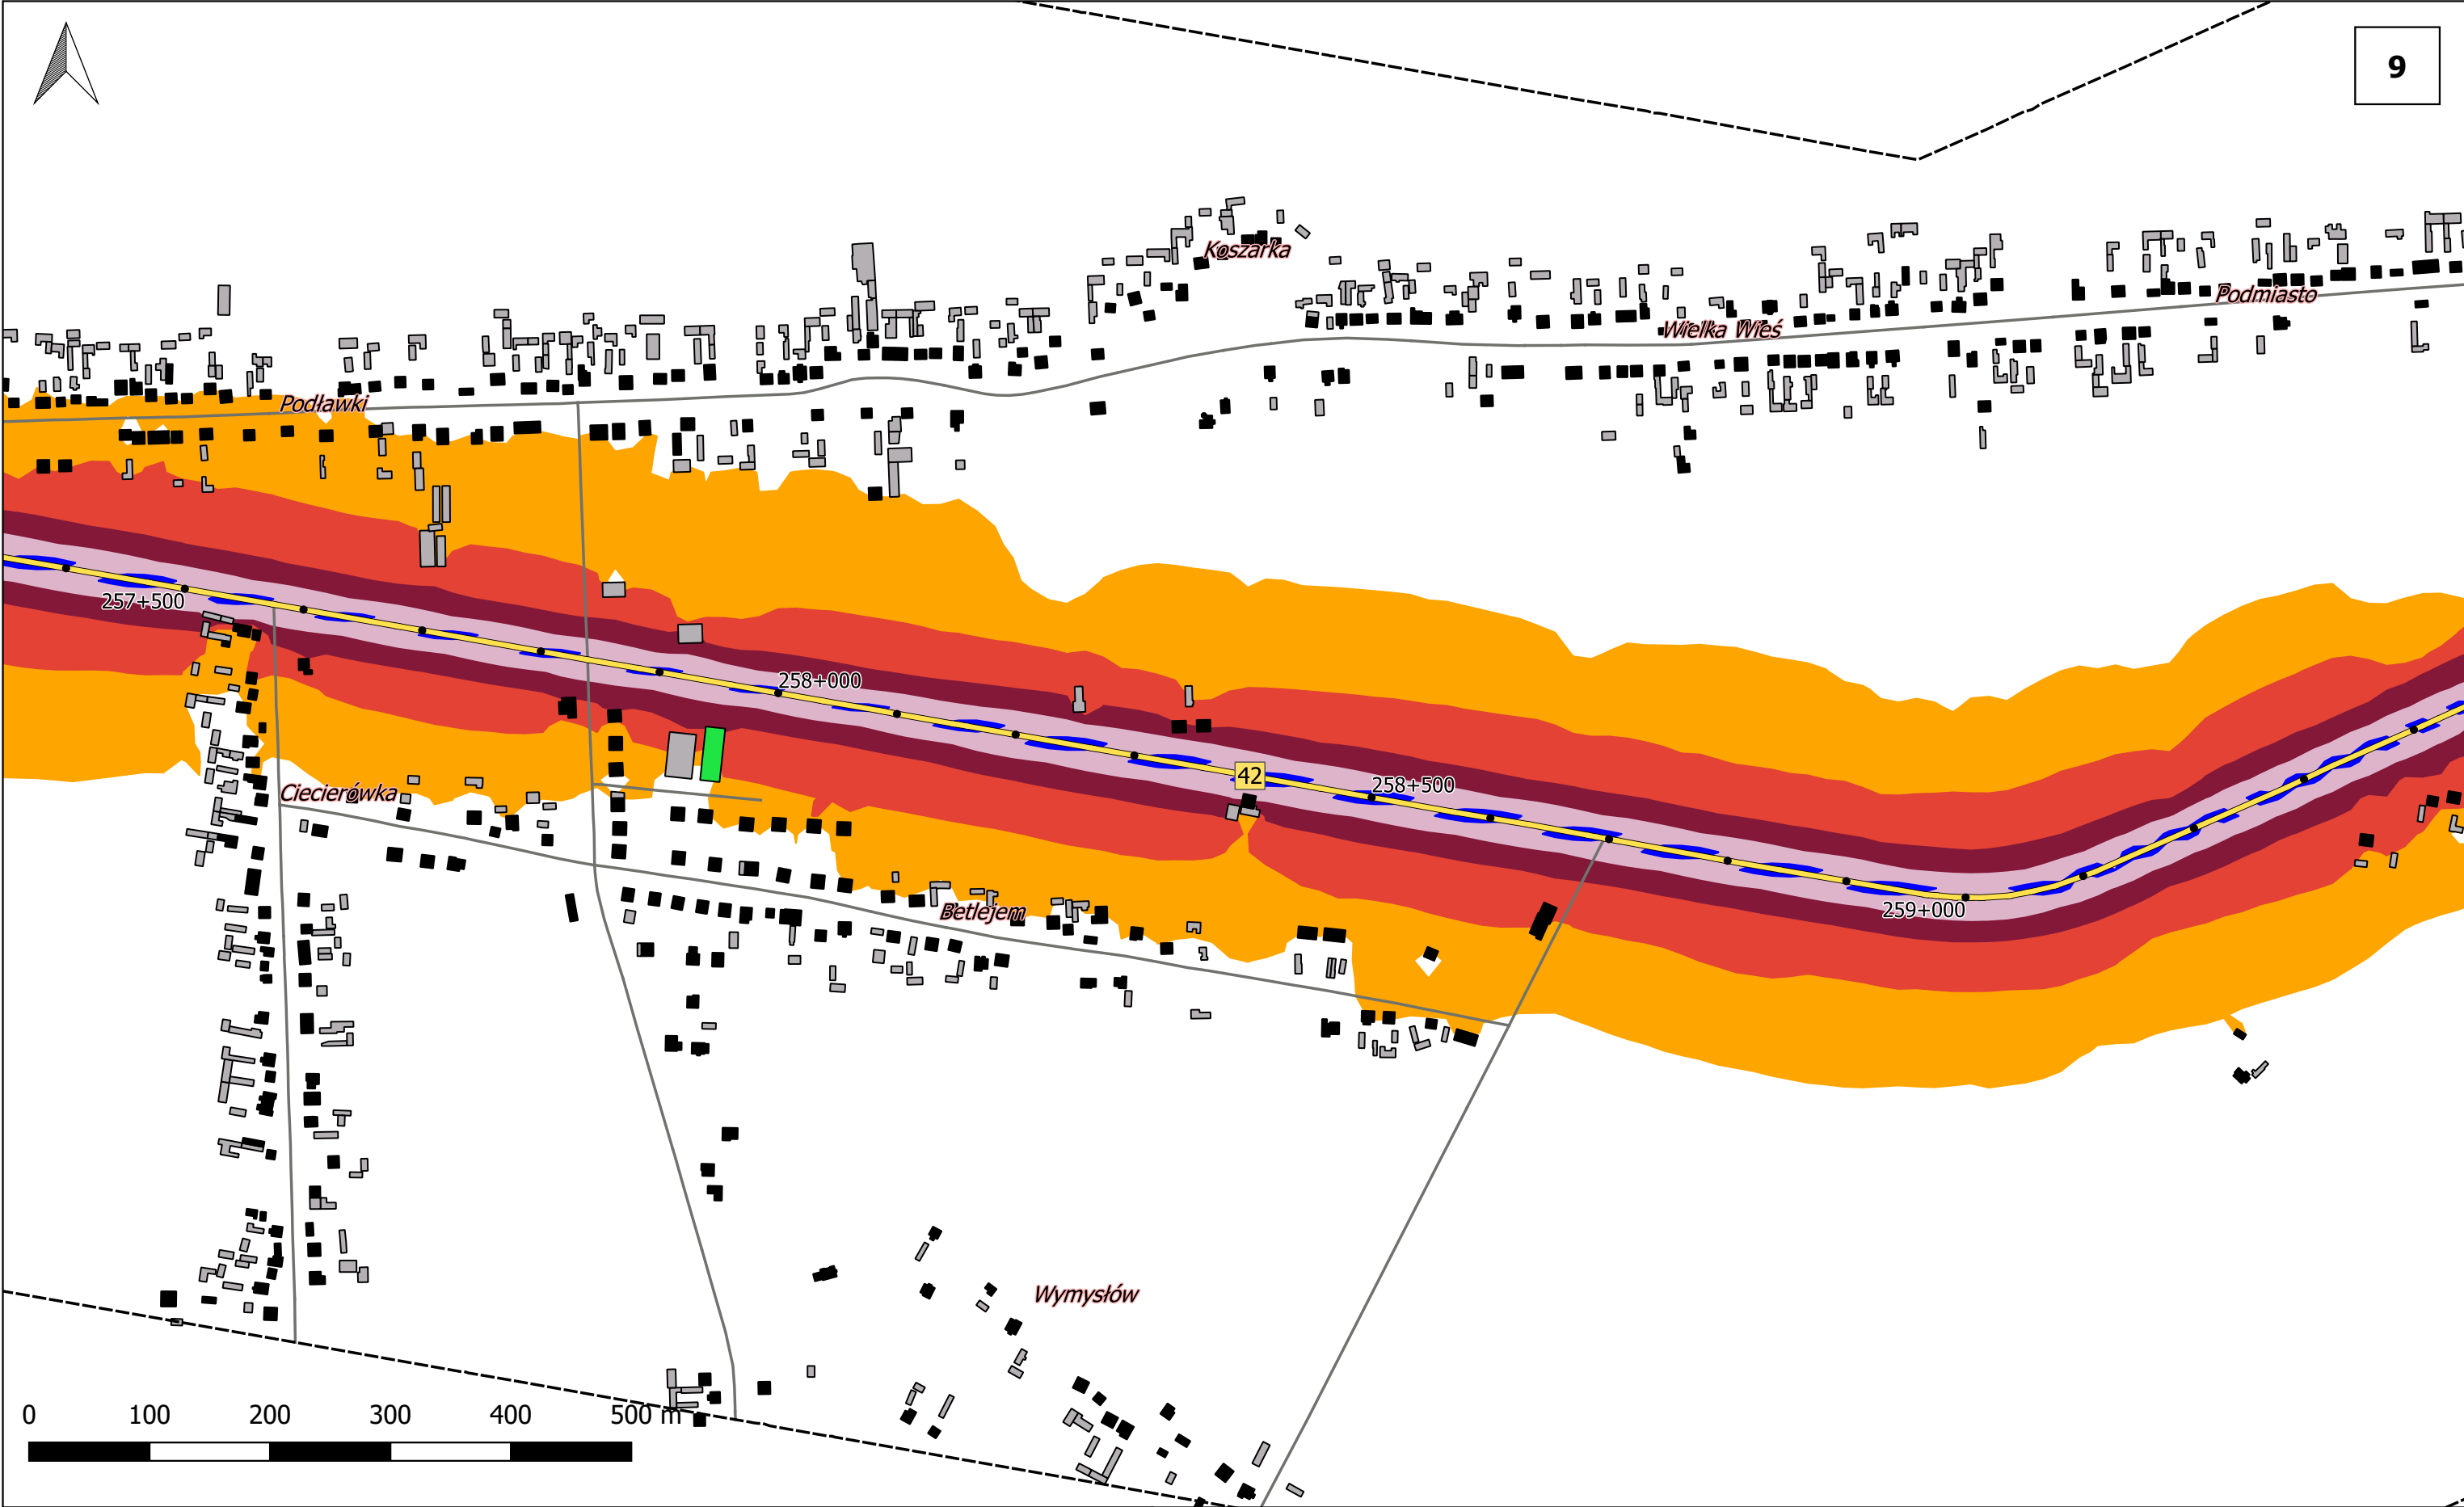 9
Koszarka
Podmiasto
Wielka Wieś
Podławki
257+500
258+000
42
258+500
Ciecierówka
259+000
Betlejem
Wymysłów
0 100 200 300 400 500 m